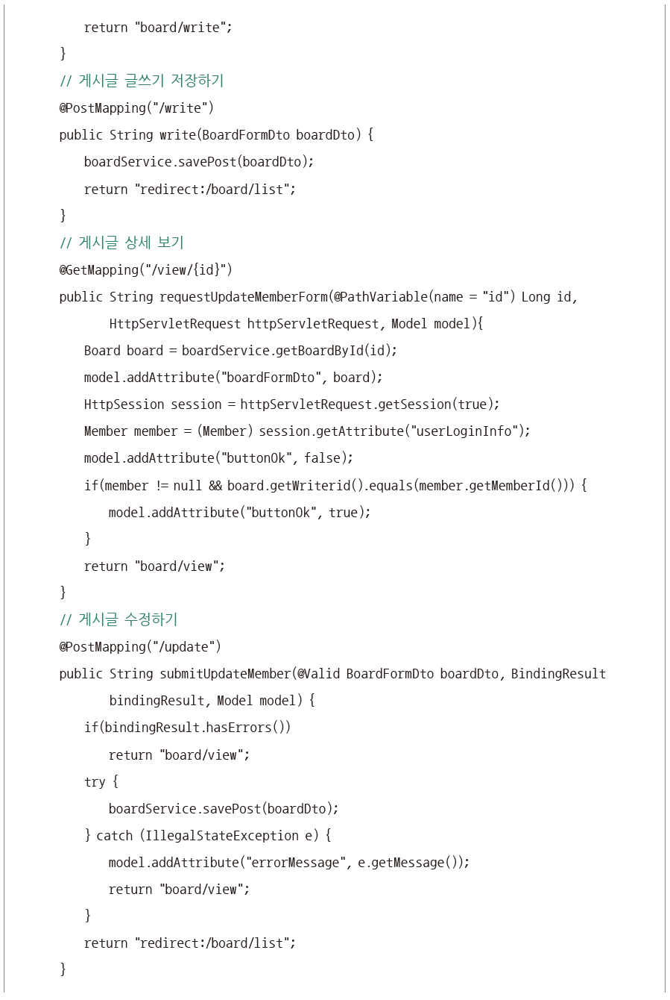 return "board/write";
}
// 게시글 글쓰기 저장하기
@PostMapping("/write")
public String write(BoardFormDto boardDto) {
boardService.savePost(boardDto);
return "redirect:/board/list";
}
// 게시글 상세 보기
@GetMapping("/view/{id}")
public String requestUpdateMemberForm(@PathVariable(name = "id") Long id,
HttpServletRequest httpServletRequest, Model model){
Board board = boardService.getBoardById(id);
model.addAttribute("boardFormDto", board);
HttpSession session = httpServletRequest.getSession(true);
Member member = (Member) session.getAttribute("userLoginInfo");
model.addAttribute("buttonOk", false);
if(member != null && board.getWriterid().equals(member.getMemberId())) {
model.addAttribute("buttonOk", true);
}
return "board/view";
}
// 게시글 수정하기
@PostMapping("/update")
public String submitUpdateMember(@Valid BoardFormDto boardDto, BindingResult
bindingResult, Model model) {
if(bindingResult.hasErrors())
return "board/view";
try {
boardService.savePost(boardDto);
} catch (IllegalStateException e) {
model.addAttribute("errorMessage", e.getMessage());
return "board/view";
}
return "redirect:/board/list";
}